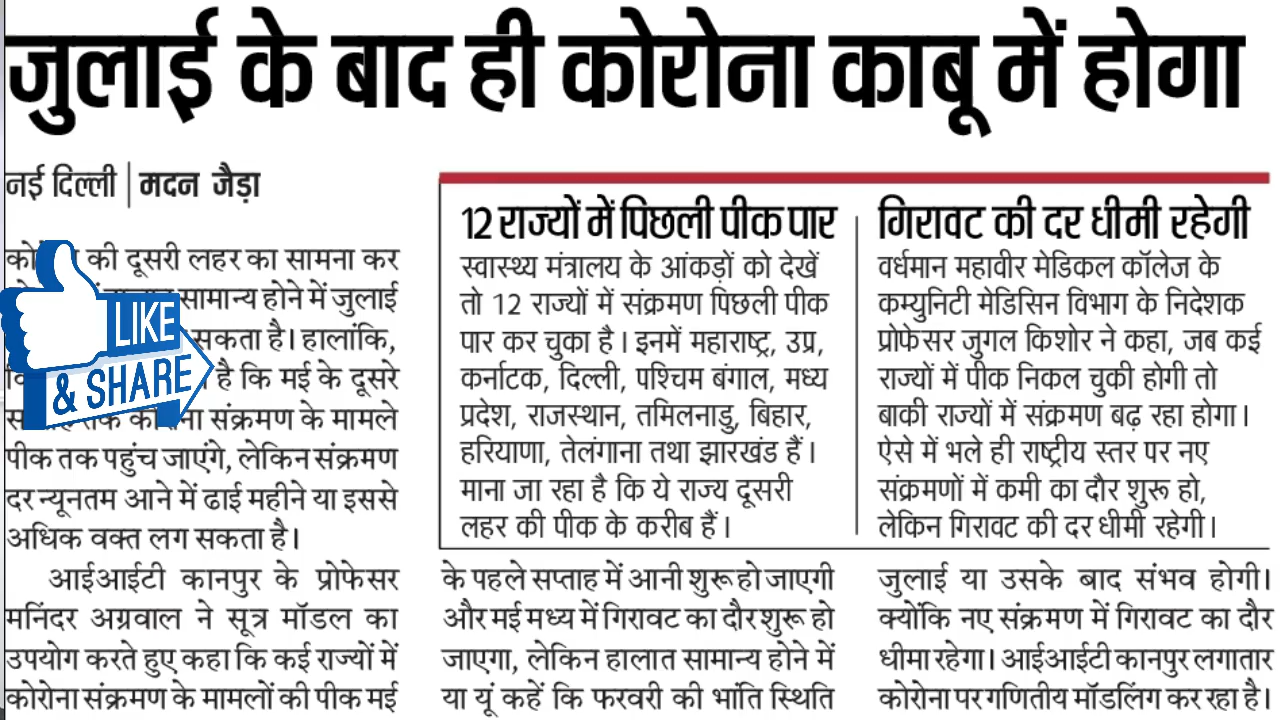 जुलाई के बाद ही कोरोना काबू में होगा
नई दिल्ली | मदन जैड़ा
की दूसरी लहर का सामना कर
सामान्य होने में जुलाई
सकता है। हालांकि,
है कि मई के दूसरे
संक्रमण के मामले
पीक तक पहुंच जाएंगे, लेकिन संक्रमण
दर न्यूनतम आने में ढाई महीने या इससे
अधिक वक्त लग सकता है।
आईआईटी कानपुर के प्रोफेसर
मनिंदर अग्रवाल ने सूत्र मॉडल का
उपयोग करते हुए कहा कि कई राज्यों में
कोरोना संक्रमण के मामलों की पीक मई
LIKE
& SHARE
12 राज्यों में पिछली पीक पार
स्वास्थ्य मंत्रालय के आंकड़ों को देखें
तो 12 राज्यों में संक्रमण पिछली पीक
पार कर चुका है। इनमें महाराष्ट्र, उप्र,
कर्नाटक, दिल्ली, पश्चिम बंगाल, मध्य
प्रदेश, राजस्थान, तमिलनाडु, बिहार,
हरियाणा, तेलंगाना तथा झारखंड हैं।
माना जा रहा है कि ये राज्य दूसरी
लहर की पीक के करीब हैं।
गिरावट की दर धीमी रहेगी
वर्धमान महावीर मेडिकल कॉलेज के
कम्युनिटी मेडिसिन विभाग के निदेशक
प्रोफेसर जुगल किशोर ने कहा, जब कई
राज्यों में पीक निकल चुकी होगी तो
बाकी राज्यों में संक्रमण बढ़ रहा होगा।
ऐसे में भले ही राष्ट्रीय स्तर पर नए
संक्रमणों में कमी का दौर शुरू हो,
लेकिन गिरावट की दर धीमी रहेगी।
के पहले सप्ताह में आनी शुरू हो जाएगी
और मई मध्य में गिरावट का दौर शुरू हो
जाएगा, लेकिन हालात सामान्य होने में
या यूं कहें कि फरवरी की भांति स्थिति
जुलाई या उसके बाद संभव होगी।
क्योंकि नए संक्रमण में गिरावट का दौर
धीमा रहेगा। आईआईटी कानपुर लगातार
कोरोना पर गणितीय मॉडलिंग कर रहा है।